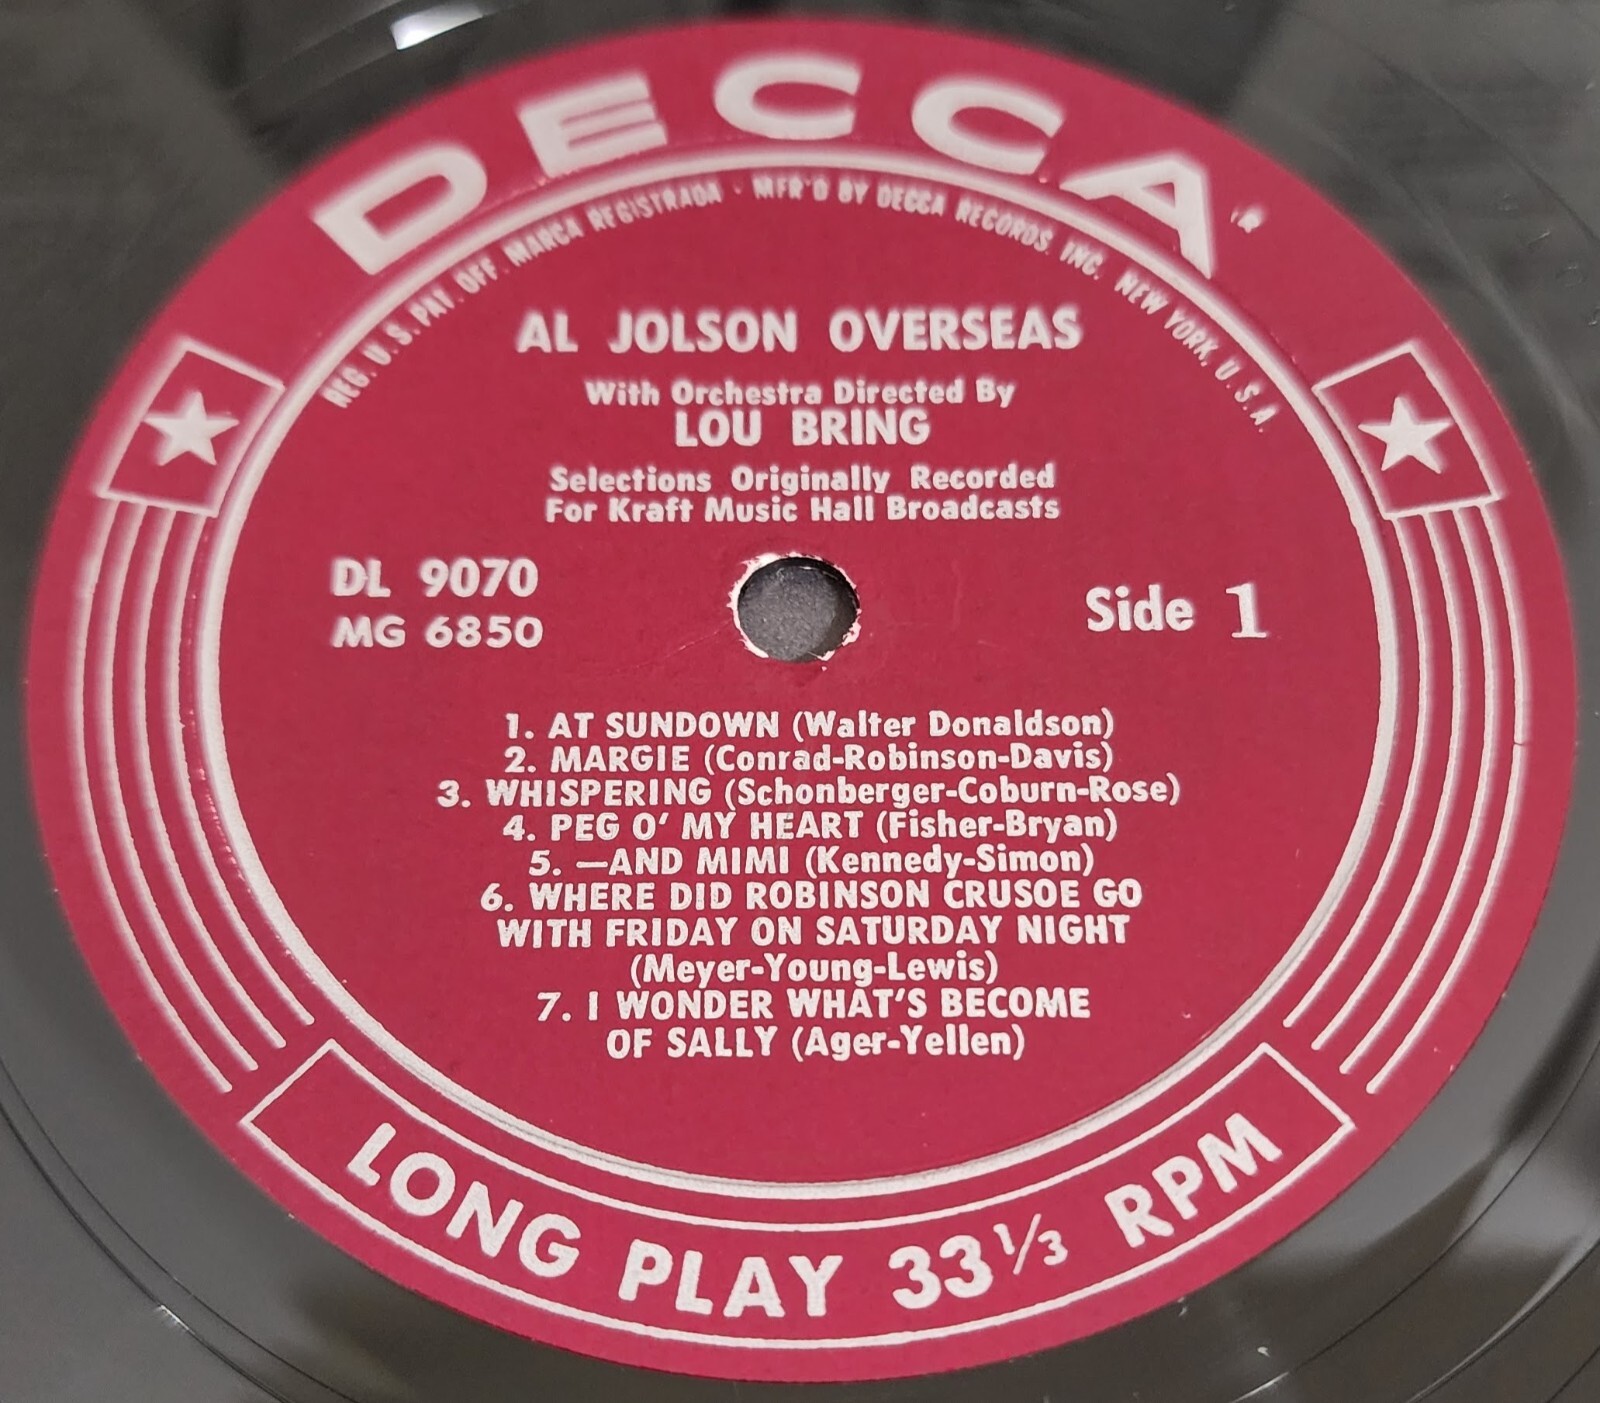 DECCA
®
REG. U.S. PAT. OFF. MARCA REGISTRADA · MFR'D BY DECCA RECORDS, INC. NEW YORK, U.S.A.
AL JOLSON OVERSEAS
With Orchestra Directed By
LOU BRING
Selections Originally Recorded
For Kraft Music Hall Broadcasts
DL 9070
MG 6850
Side 1
1. AT SUNDOWN (Walter Donaldson)
2. MARGIE (Conrad-Robinson-Davis)
3. WHISPERING (Schonberger-Coburn-Rose)
4. PEG O' MY HEART (Fisher-Bryan)
5. —AND MIMI (Kennedy-Simon)
6. WHERE DID ROBINSON CRUSOE GO
WITH FRIDAY ON SATURDAY NIGHT
(Meyer-Young-Lewis)
7. I WONDER WHAT'S BECOME
OF SALLY (Ager-Yellen)
LONG PLAY 33 1/3 RPM